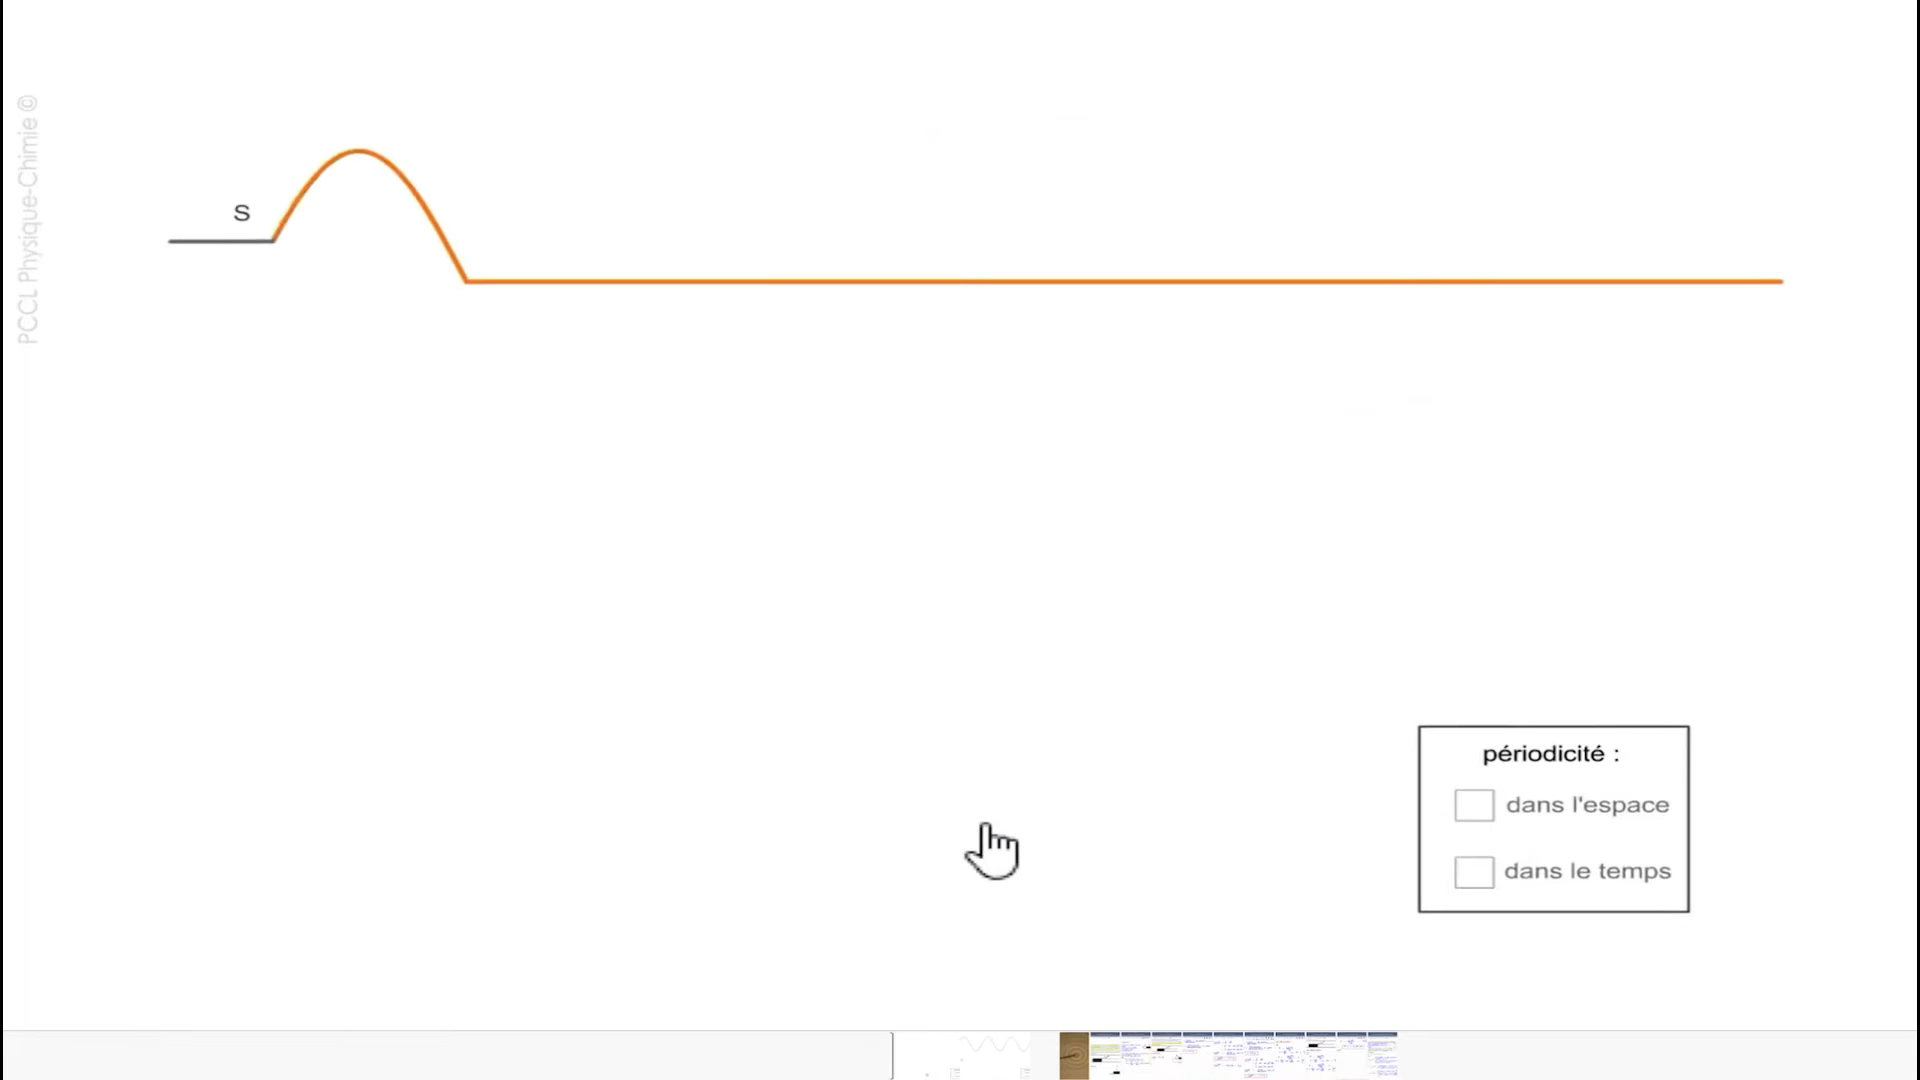 PCCL Physique-Chimie ©
S
périodicité :
dans l'espace
dans le temps